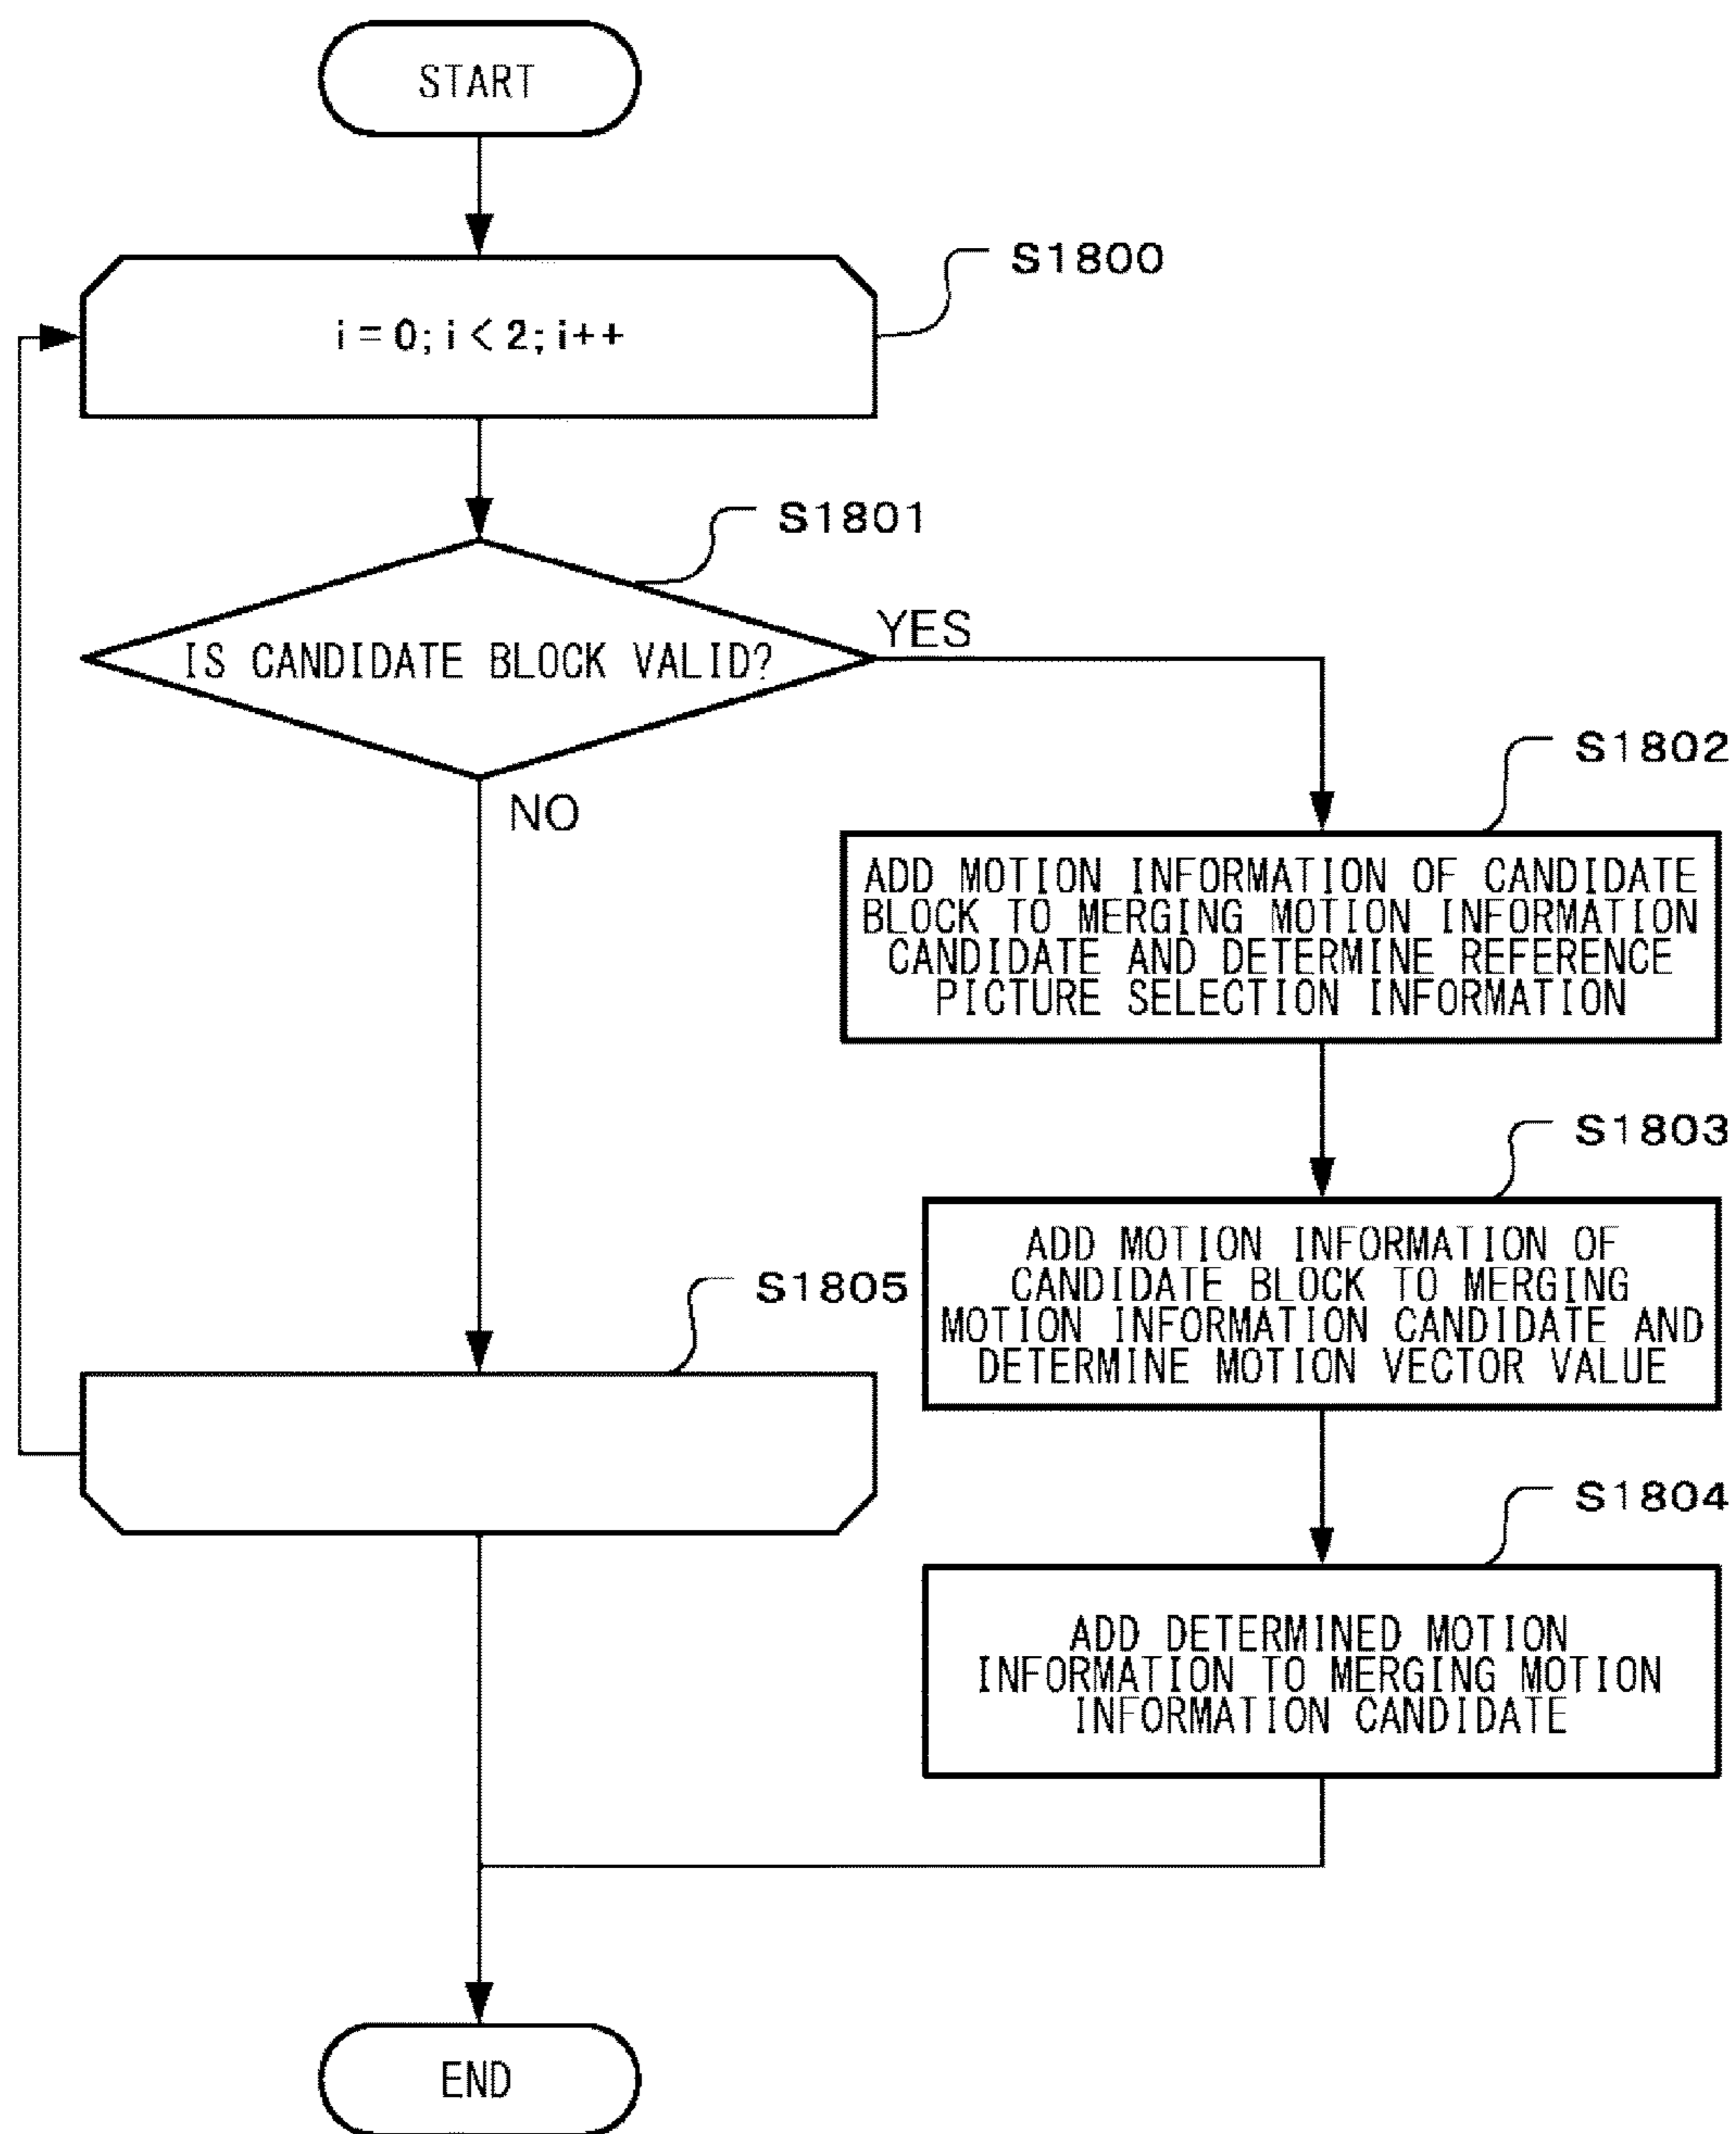 START
S1800
i=0; i<2; i++
S1801
IS CANDIDATE BLOCK VALID?
YES
NO
S1802
ADD MOTION INFORMATION OF CANDIDATE
BLOCK TO MERGING MOTION INFORMATION
CANDIDATE AND DETERMINE REFERENCE
PICTURE SELECTION INFORMATION
S1803
ADD MOTION INFORMATION OF
CANDIDATE BLOCK TO MERGING
MOTION INFORMATION CANDIDATE AND
DETERMINE MOTION VECTOR VALUE
S1805
S1804
ADD DETERMINED MOTION
INFORMATION TO MERGING MOTION
INFORMATION CANDIDATE
END